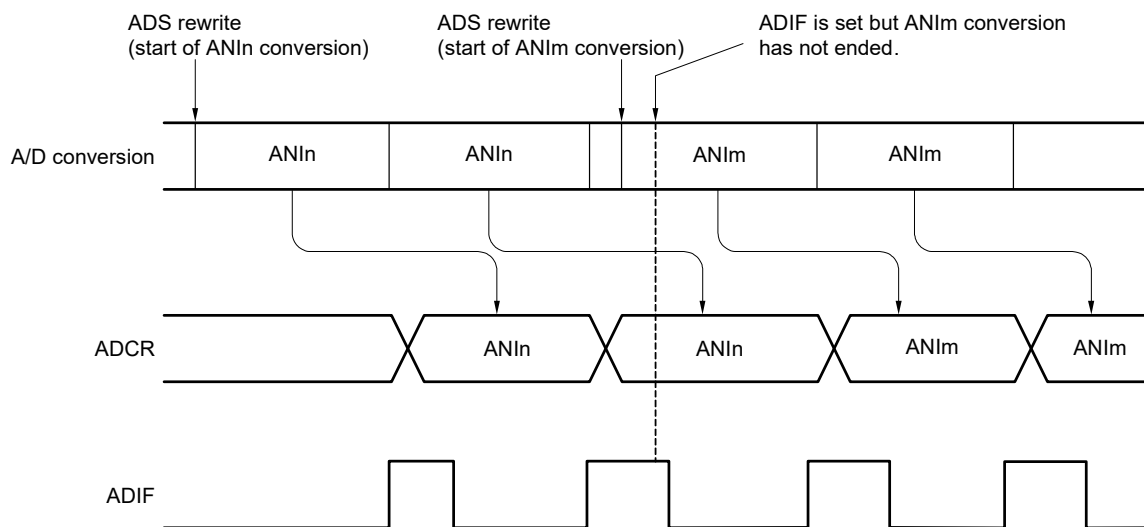 ADS rewrite
(start of ANIn conversion)
ADS rewrite
(start of ANIm conversion)
ADIF is set but ANIm conversion
has not ended.
A/D conversion
ANIn
ANIn
ANIm
ANIm
ADCR
ANIn
ANIn
ANIm
ANIm
ADIF